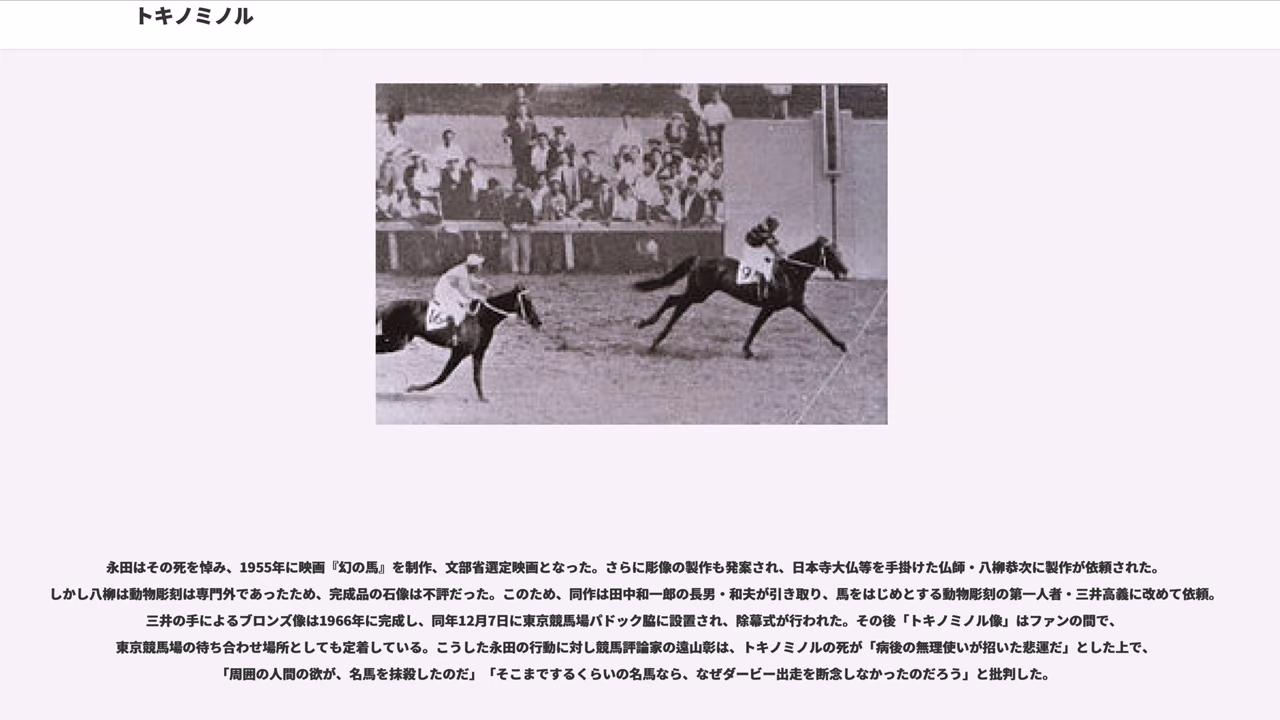 トキノミノル
16
9
永田はその死を悼み、1955年に映画『幻の馬』を制作、文部省選定映画となった。さらに彫像の製作も発案され、日本寺大仏等を手掛けた仏師・八柳恭次に製作が依頼された。
しかし八柳は動物彫刻は専門外であったため、完成品の石像は不評だった。このため、同作は田中和一郎の長男・和夫が引き取り、馬をはじめとする動物彫刻の第一人者・三井高義に改めて依頼。
三井の手によるブロンズ像は1966年に完成し、同年12月7日に東京競馬場パドック脇に設置され、除幕式が行われた。その後「トキノミノル像」はファンの間で、
東京競馬場の待ち合わせ場所としても定着している。こうした永田の行動に対し競馬評論家の遠山彰は、トキノミノルの死が「病後の無理使いが招いた悲運だ」とした上で、
「周囲の人間の欲が、名馬を抹殺したのだ」「そこまでするくらいの名馬なら、なぜダービー出走を断念しなかったのだろう」と批判した。